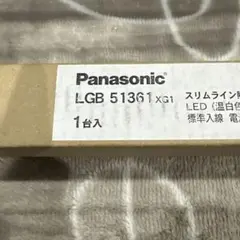 Panasonic
LGB 51361 XG1
1台入
スリムライン
LED (温白色
標準入線 電